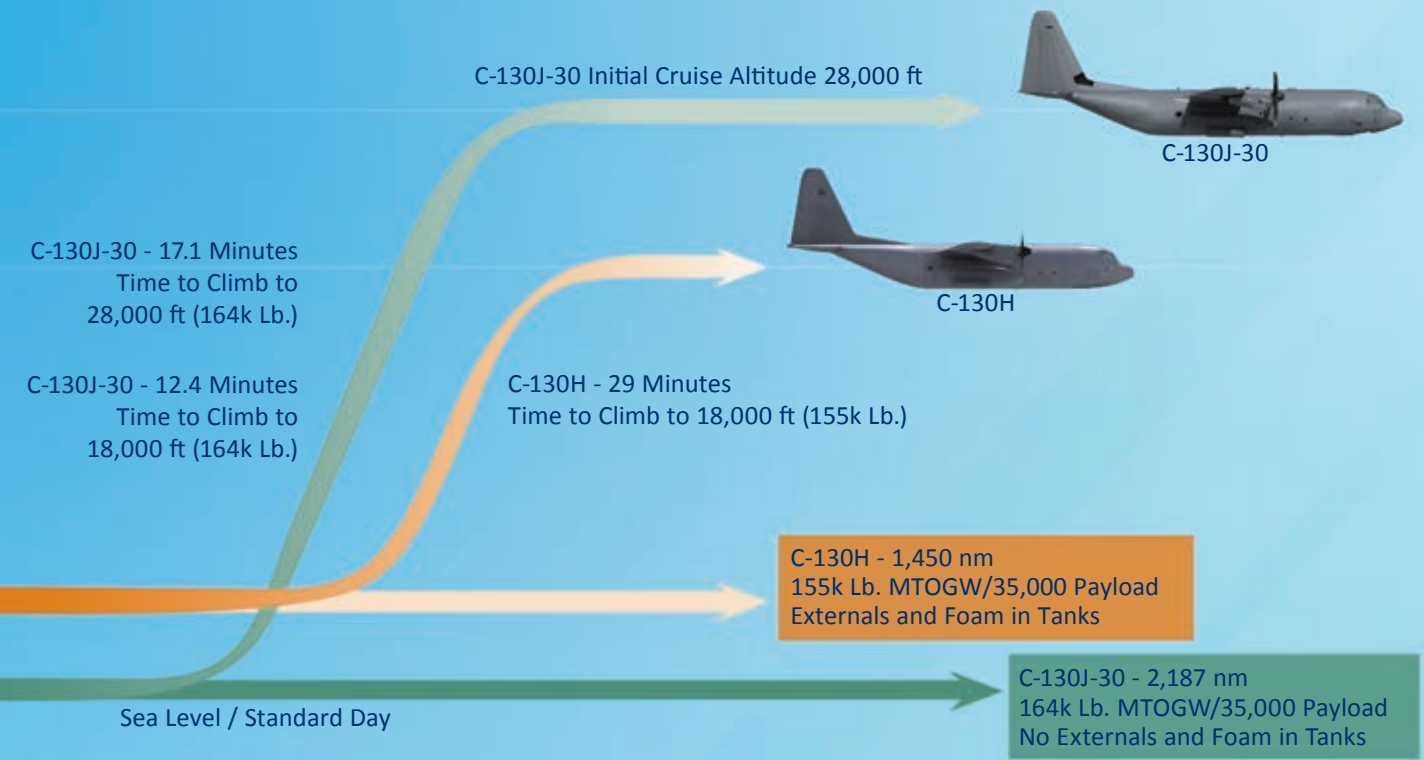 C-130J-30 Initial Cruise Altitude 28,000 ft
C-130J-30
C-130H
C-130J-30 - 17.1 Minutes
Time to Climb to
28,000 ft (164k Lb.)
C-130J-30 - 12.4 Minutes
Time to Climb to
18,000 ft (164k Lb.)
C-130H - 29 Minutes
Time to Climb to 18,000 ft (155k Lb.)
C-130H - 1,450 nm
155k Lb. MTOGW/35,000 Payload
Externals and Foam in Tanks
C-130J-30 - 2,187 nm
164k Lb. MTOGW/35,000 Payload
No Externals and Foam in Tanks
Sea Level / Standard Day